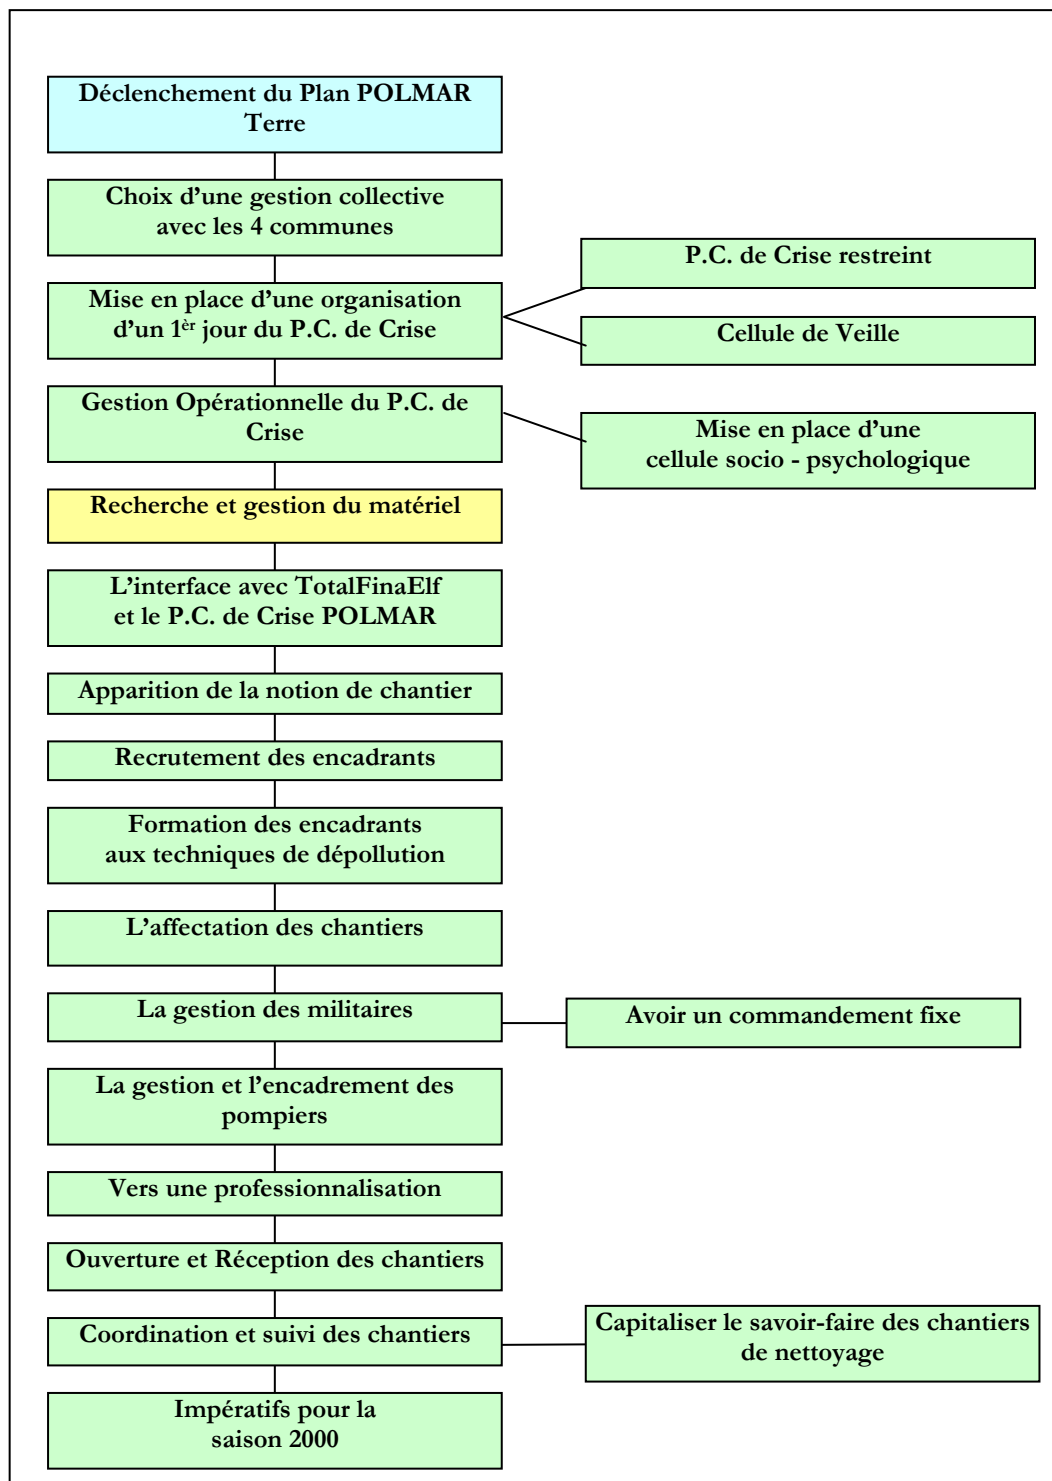 Déclenchement du Plan POLMAR
Terre
Choix d'une gestion collective
avec les 4 communes
P.C. de Crise restreint
Mise en place d'une organisation
d'un 1èr jour du P.C. de Crise
Cellule de Veille
Gestion Opérationnelle du P.C. de
Crise
Mise en place d'une
cellule socio - psychologique
Recherche et gestion du matériel
L'interface avec TotalFinaElf
et le P.C. de Crise POLMAR
Apparition de la notion de chantier
Recrutement des encadrants
Formation des encadrants
aux techniques de dépollution
L'affectation des chantiers
La gestion des militaires
Avoir un commandement fixe
La gestion et l'encadrement des
pompiers
Vers une professionnalisation
Ouverture et Réception des chantiers
Coordination et suivi des chantiers
Capitaliser le savoir-faire des chantiers
de nettoyage
Impératifs pour la
saison 2000